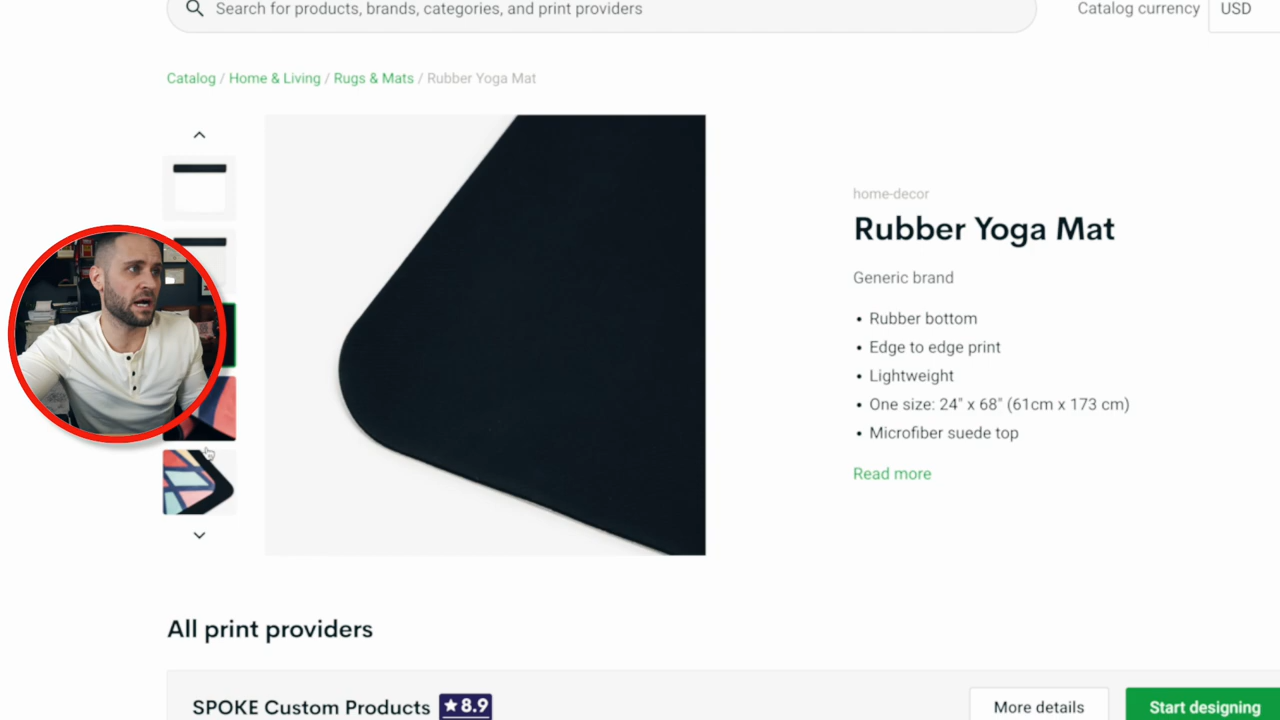 Search for products, brands, categories, and print providers
Catalog currency
USD
Catalog / Home & Living / Rugs & Mats / Rubber Yoga Mat
home-decor
Rubber Yoga Mat
Generic brand
• Rubber bottom
• Edge to edge print
• Lightweight
• One size: 24" x 68" (61cm x 173 cm)
• Microfiber suede top
Read more
All print providers
SPOKE Custom Products ★ 8.9
More details
Start designing